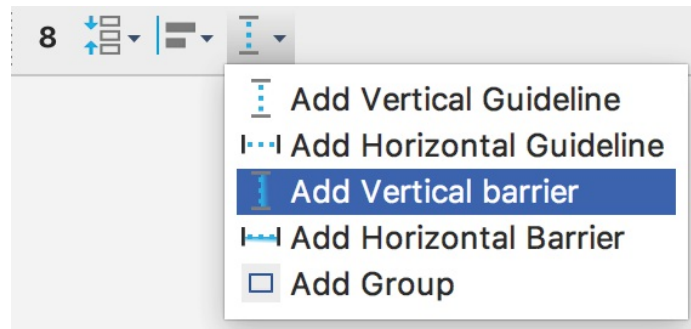 8
Add Vertical Guideline
Add Horizontal Guideline
Add Vertical barrier
Add Horizontal Barrier
Add Group